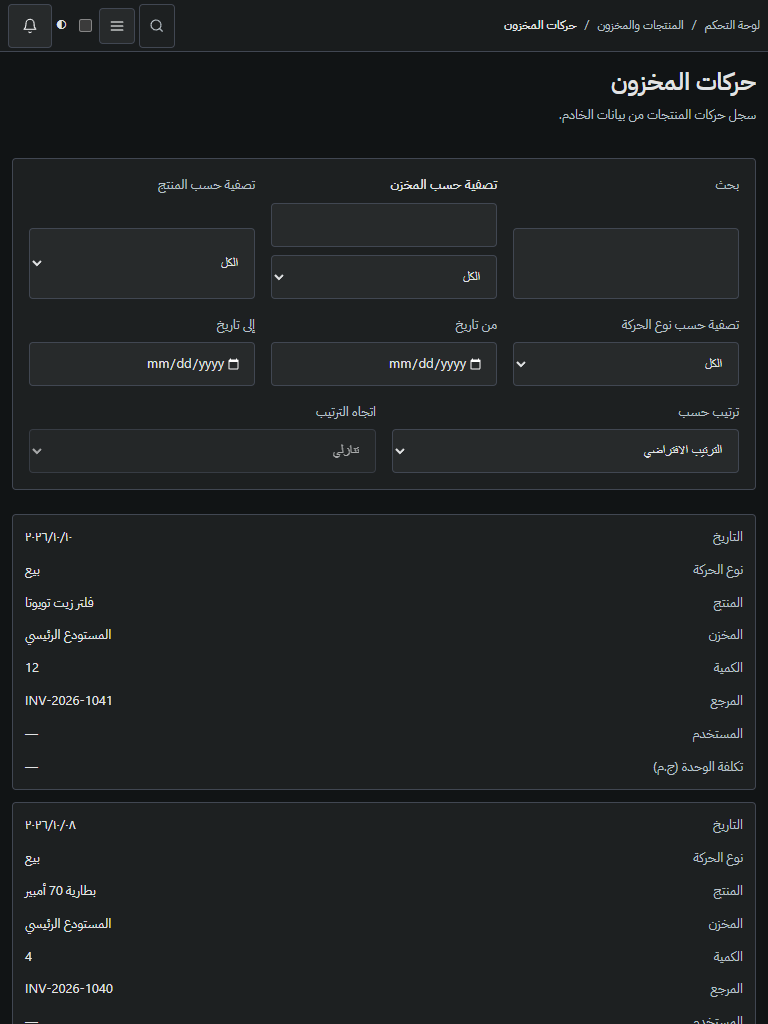 لوحة التحكم / المنتجات والمخزون / حركات المخزون
حركات المخزون
سجل حركات المنتجات من بيانات الخادم.
بحث
تصفية حسب المخزن
الكل
تصفية حسب المنتج
الكل
تصفية حسب نوع الحركة
الكل
من تاريخ
mm/dd/yyyy
إلى تاريخ
mm/dd/yyyy
ترتيب حسب
الترتيب الافتراضي
اتجاه الترتيب
تنازلي
التاريخ ٢٠٢٦/١٠/١٠
نوع الحركة بيع
المنتج فلتر زيت تويوتا
المخزن المستودع الرئيسي
الكمية 12
المرجع INV-2026-1041
المستخدم —
تكلفة الوحدة (ج.م) —
التاريخ ٢٠٢٦/١٠/٠٨
نوع الحركة بيع
المنتج بطارية 70 أمبير
المخزن المستودع الرئيسي
الكمية 4
المرجع INV-2026-1040
المستخدم —